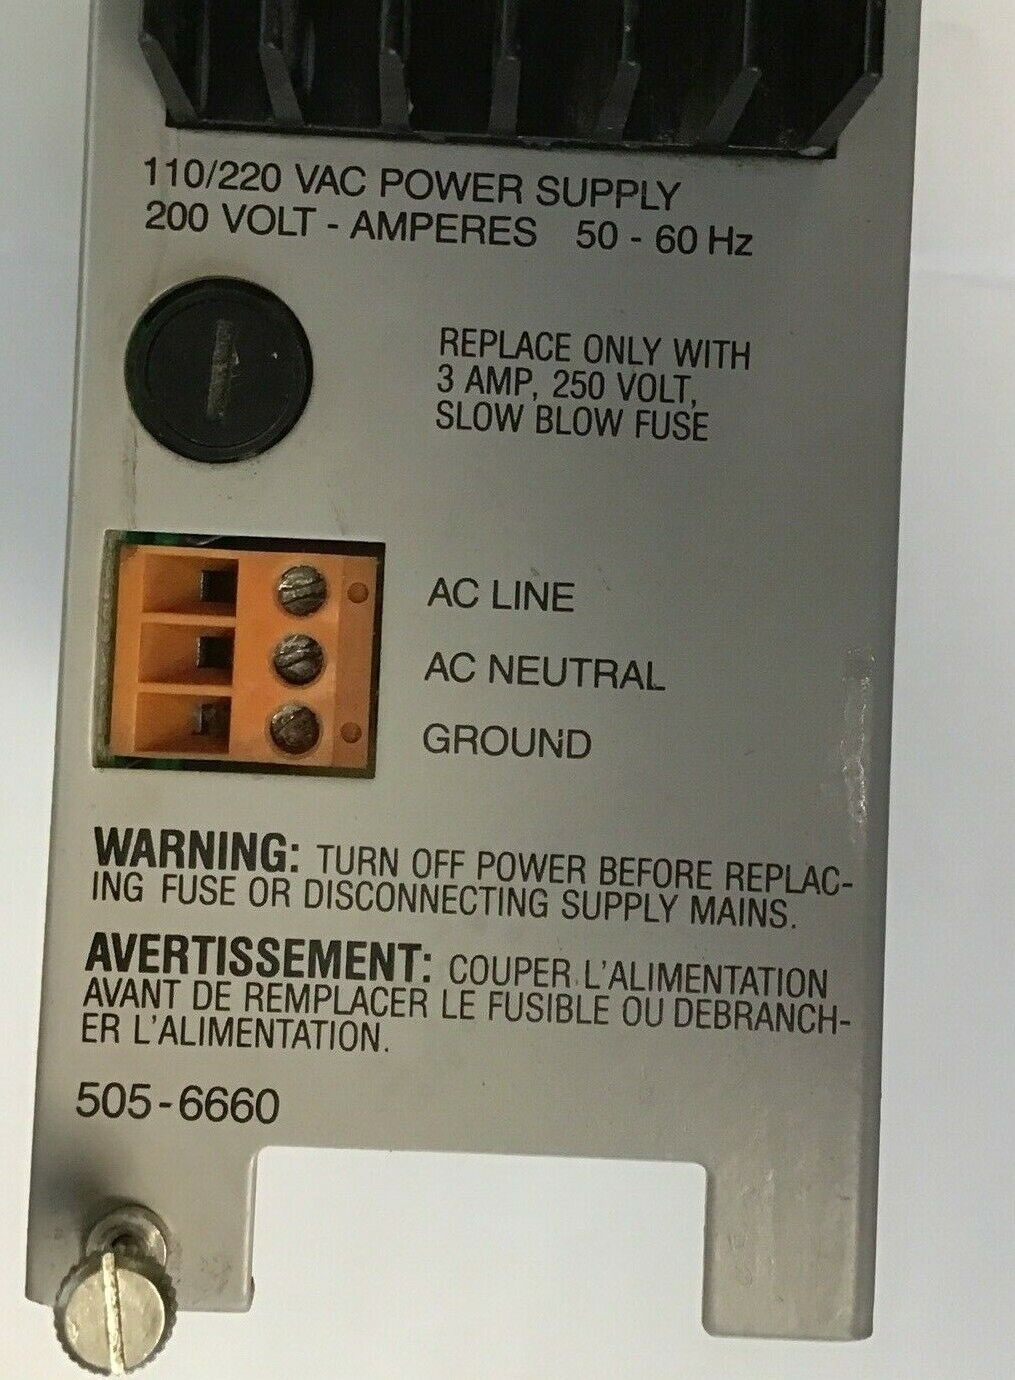 110/220 VAC POWER SUPPLY
200 VOLT - AMPERES 50 - 60 Hz
REPLACE ONLY WITH
3 AMP, 250 VOLT,
SLOW BLOW FUSE
AC LINE
AC NEUTRAL
GROUND
WARNING: TURN OFF POWER BEFORE REPLAC-
ING FUSE OR DISCONNECTING SUPPLY MAINS.
AVERTISSEMENT: COUPER L'ALIMENTATION
AVANT DE REMPLACER LE FUSIBLE OU DEBRANCH-
ER L'ALIMENTATION.
505-6660